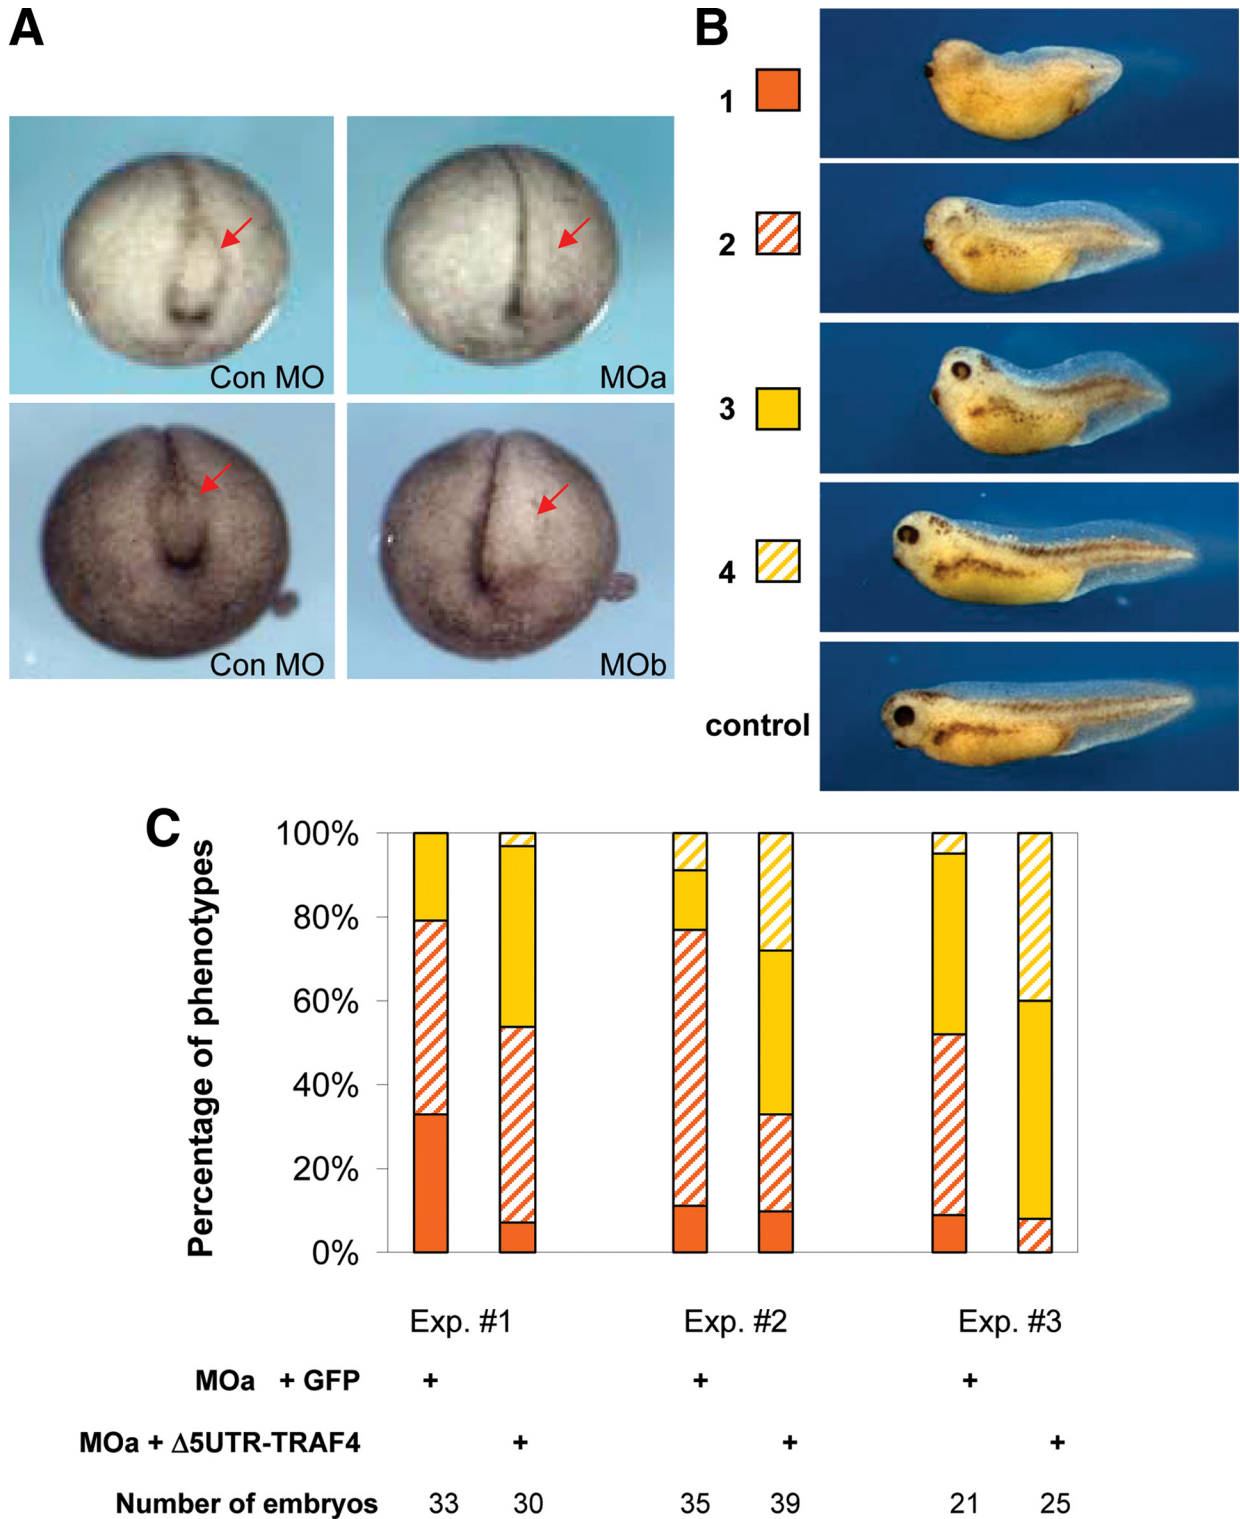 A
Con MO
MOa
Con MO
MOb
B
1
2
3
4
control
C
Percentage of phenotypes
100%
80%
60%
40%
20%
0%
Exp. #1 Exp. #2 Exp. #3
MOa + GFP + + +
MOa + Δ5UTR-TRAF4 + + +
Number of embryos 33 30 35 39 21 25